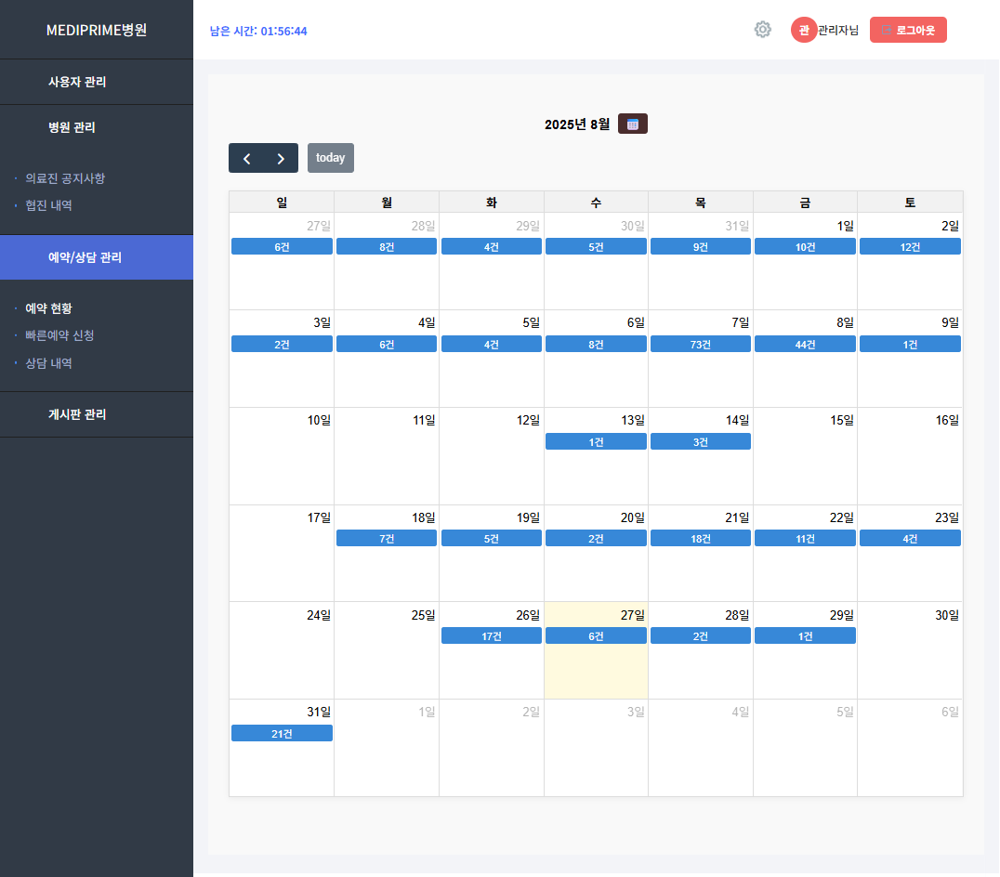 MEDIPRIME병원
남은 시간: 01:56:44
관 관리자님 로그아웃
사용자 관리
병원 관리
· 의료진 공지사항
· 협진 내역
예약/상담 관리
· 예약 현황
· 빠른예약 신청
· 상담 내역
게시판 관리
2025년 8월
today
일 월 화 수 목 금 토
27일 28일 29일 30일 31일 1일 2일
6건 8건 4건 5건 9건 10건 12건
3일 4일 5일 6일 7일 8일 9일
2건 6건 4건 8건 73건 44건 1건
10일 11일 12일 13일 14일 15일 16일
1건 3건
17일 18일 19일 20일 21일 22일 23일
7건 5건 2건 18건 11건 4건
24일 25일 26일 27일 28일 29일 30일
17건 6건 2건 1건
31일 1일 2일 3일 4일 5일 6일
21건